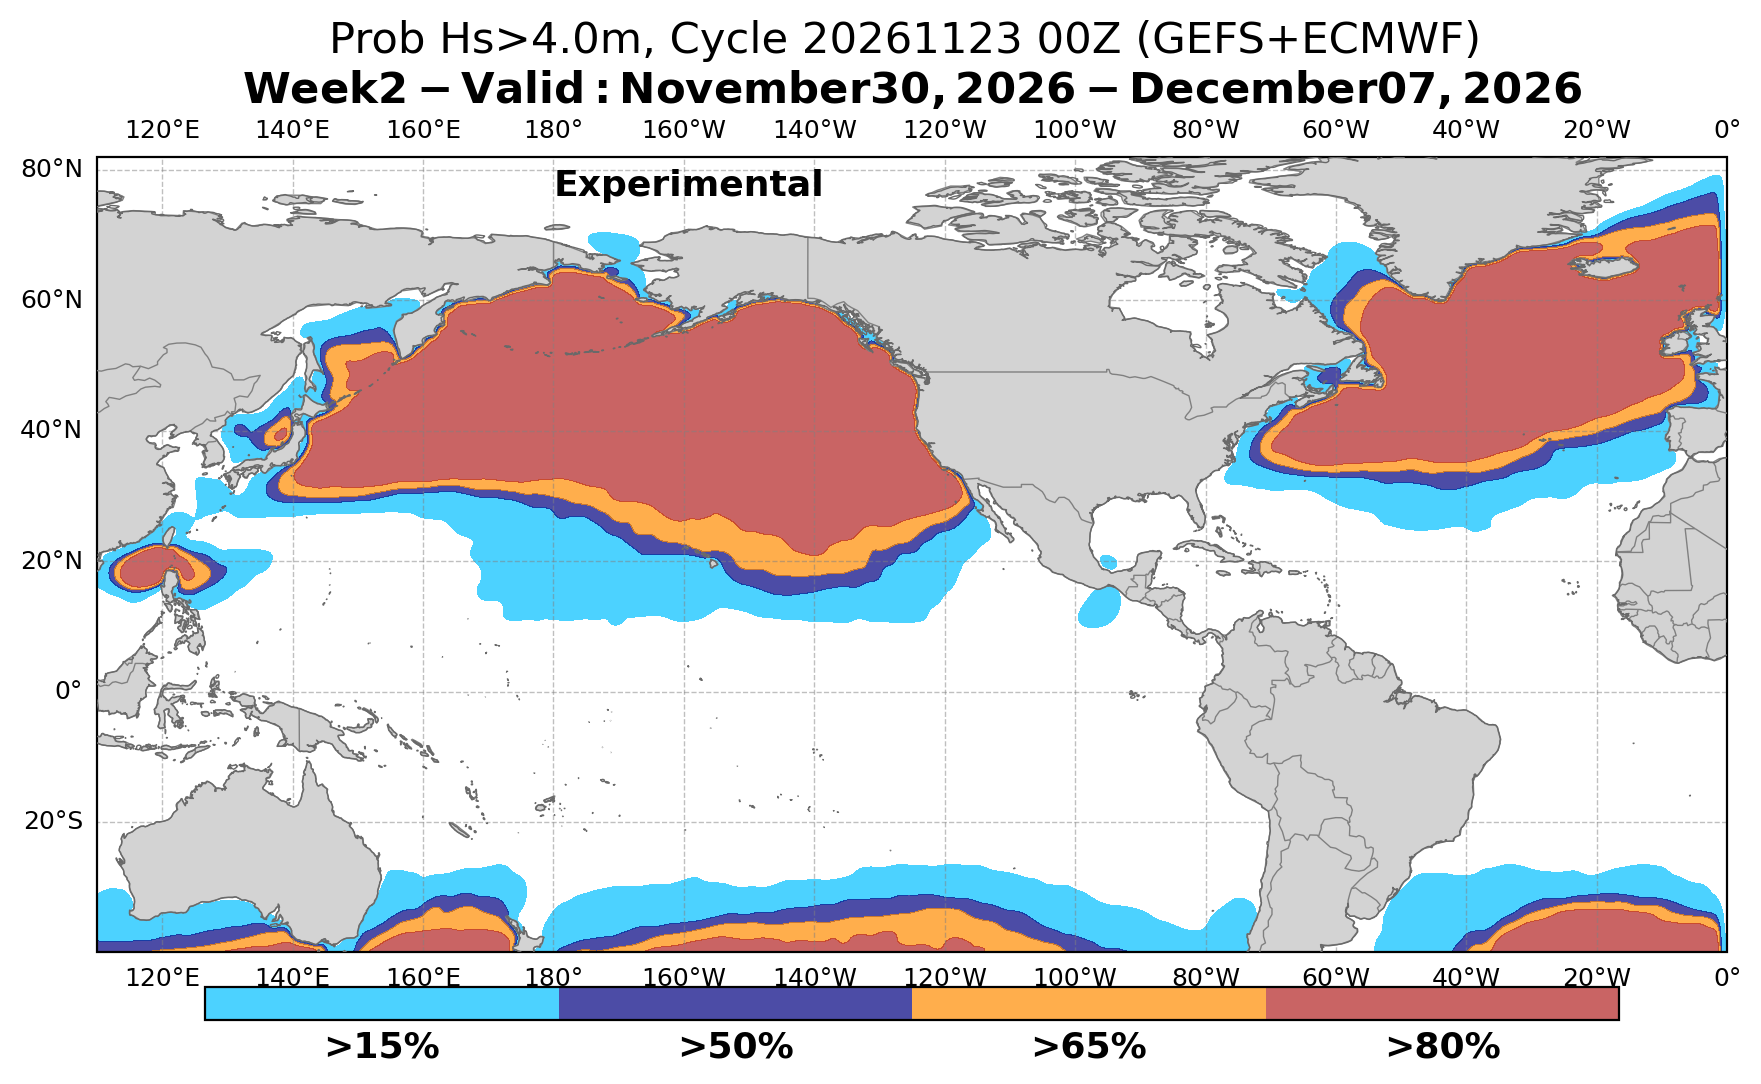 Prob Hs>4.0m, Cycle 20261123 00Z (GEFS+ECMWF)
Week2 – Valid : November30, 2026 – December07, 2026
120°E 140°E 160°E 180° 160°W 140°W 120°W 100°W 80°W 60°W 40°W 20°W 0°
80°N
Experimental
60°N
40°N
20°N
0°
20°S
120°E 140°E 160°E 180° 160°W 140°W 120°W 100°W 80°W 60°W 40°W 20°W 0°
>15% >50% >65% >80%